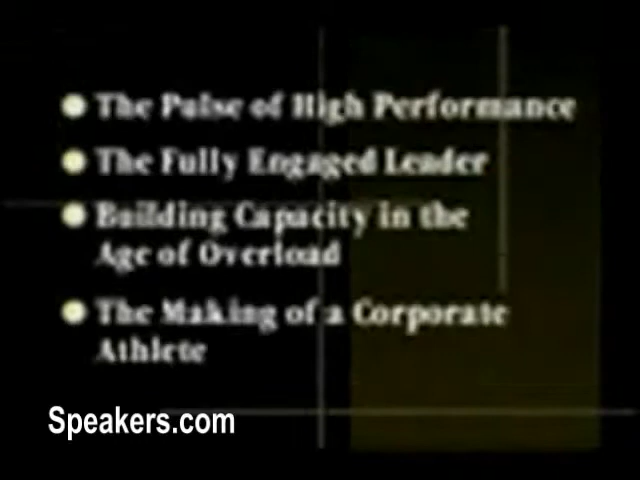 The Pulse of High Performance
The Fully Engaged Leader
Building Capacity in the
Age of Overload
The Making of a Corporate
Athlete
Speakers.com